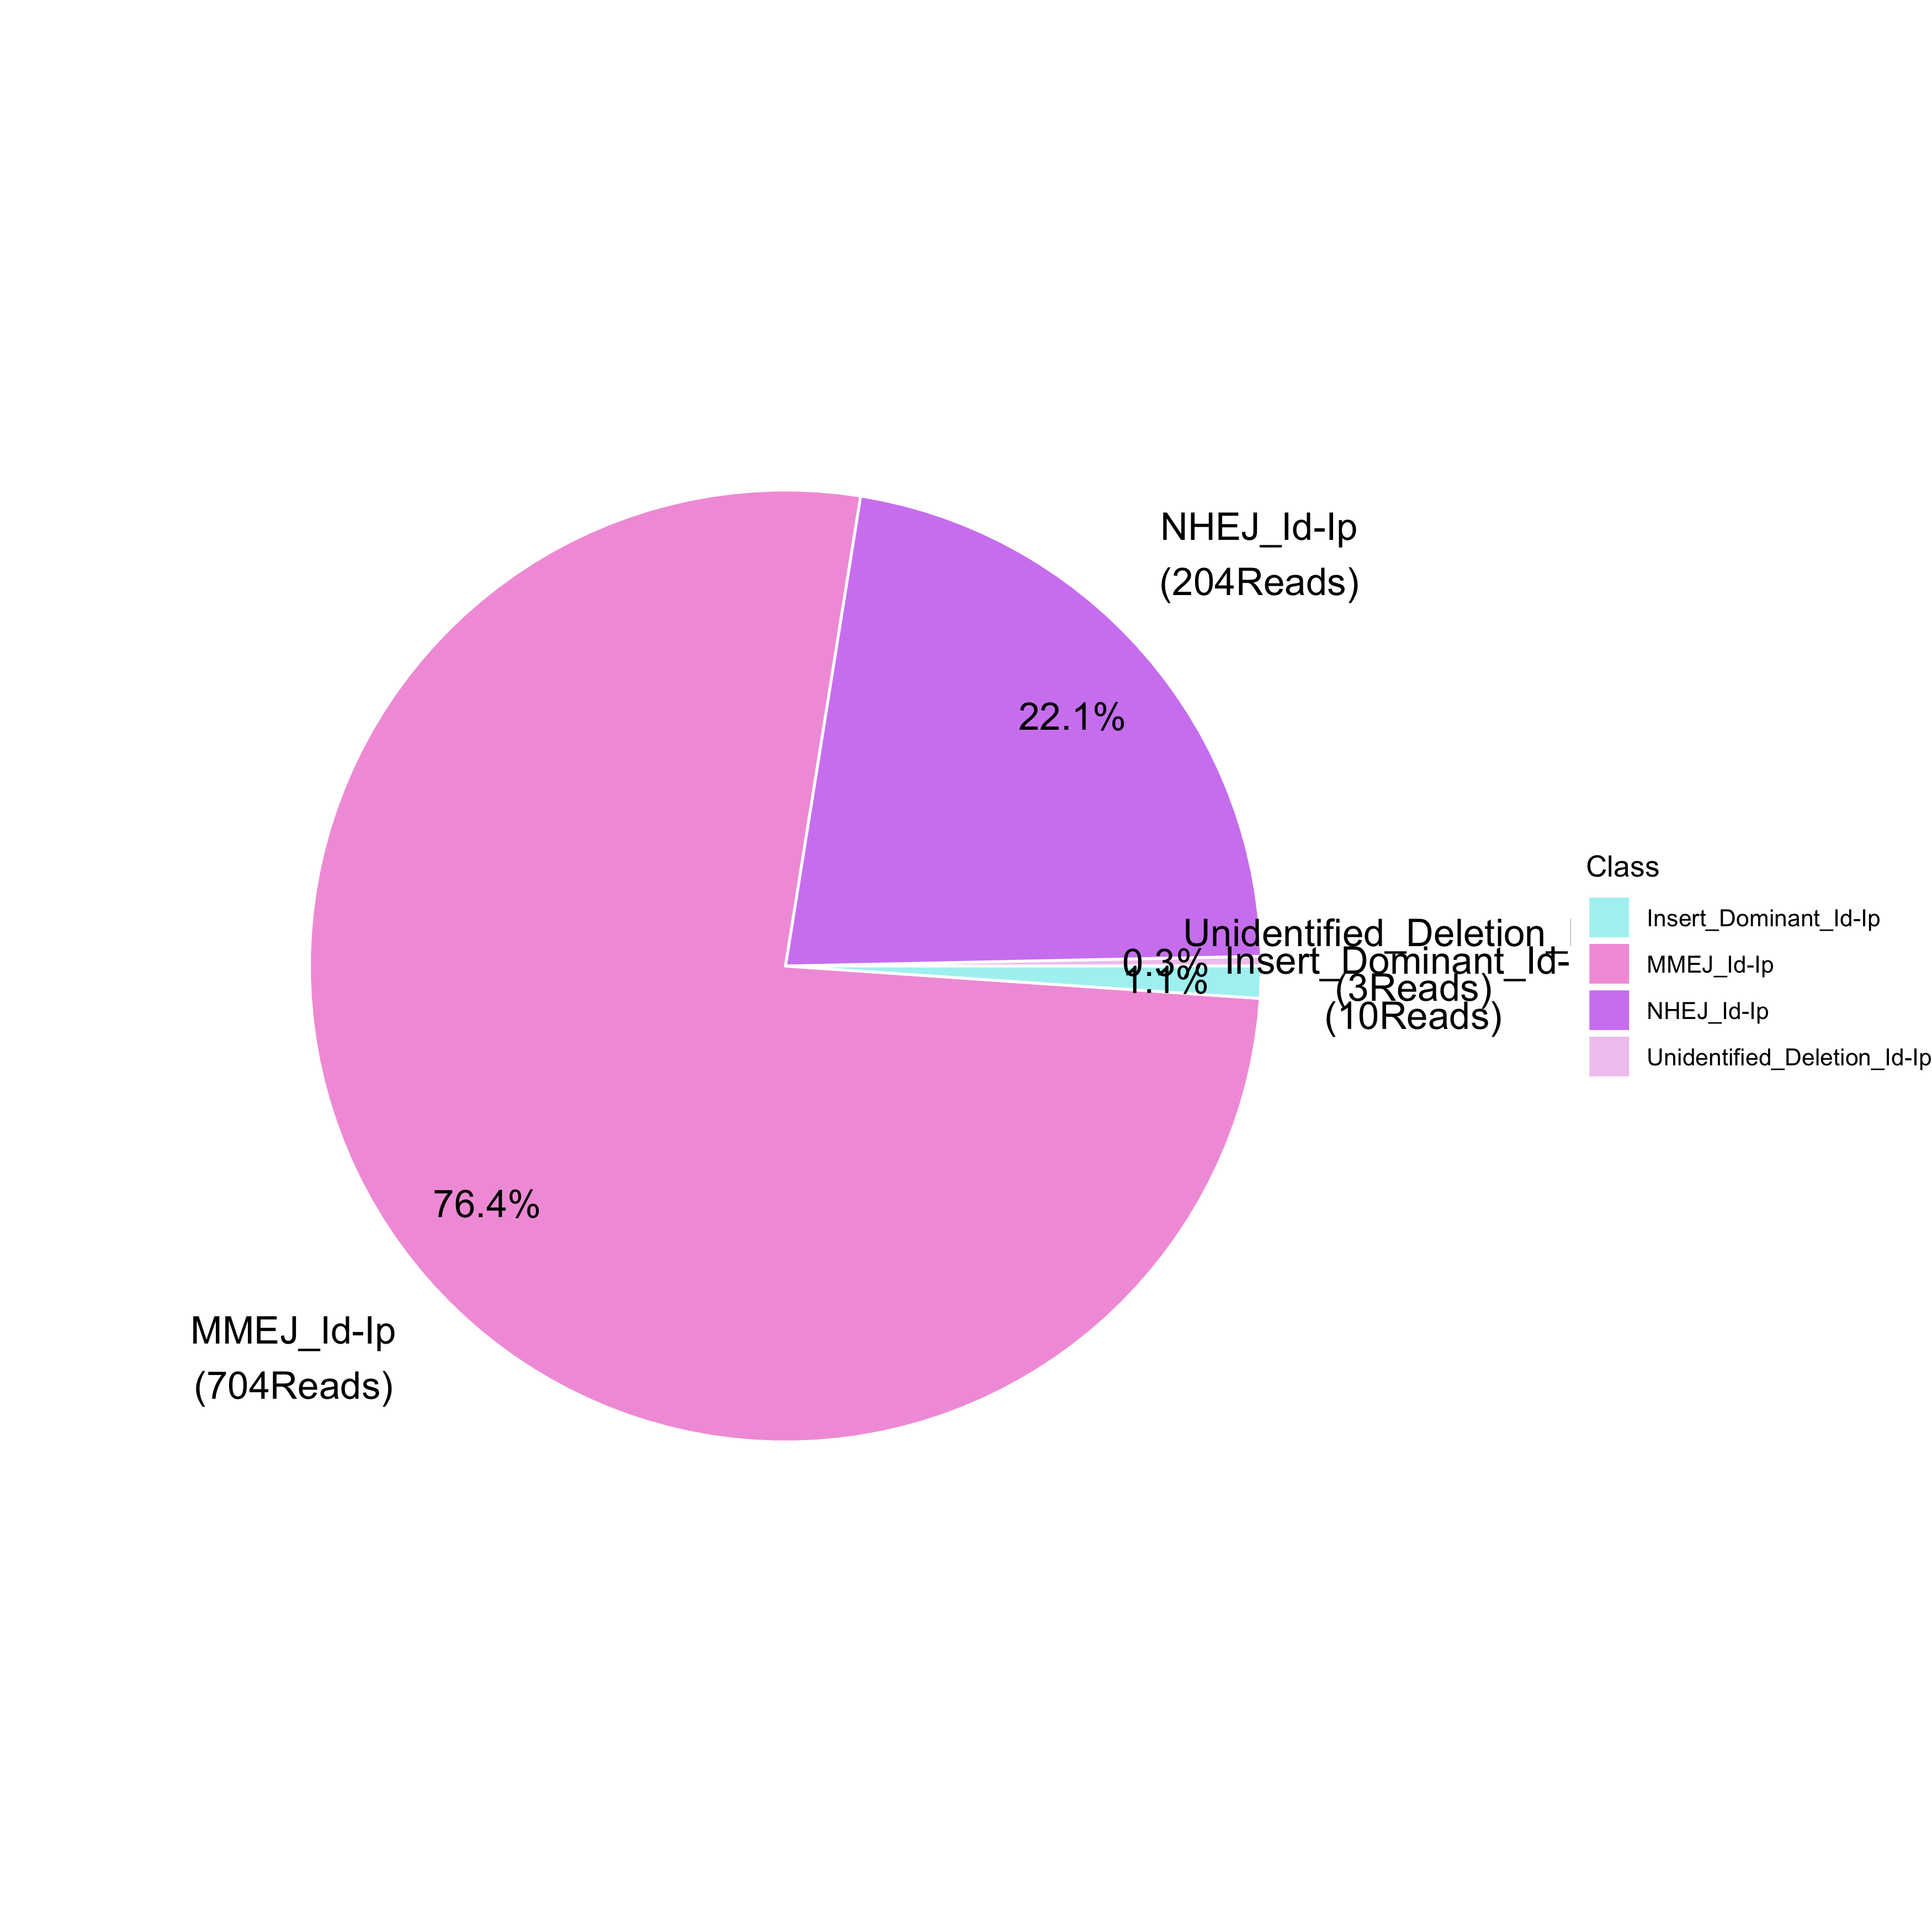 NHEJ_Id-Ip
(204Reads)
22.1%
Unidentified_Deletion_
0.3%
Insert_Dominant_Id-
1.1%
(3Reads)
(10Reads)
76.4%
MMEJ_Id-Ip
(704Reads)
Class
Insert_Dominant_Id-Ip
MMEJ_Id-Ip
NHEJ_Id-Ip
Unidentified_Deletion_Id-Ip